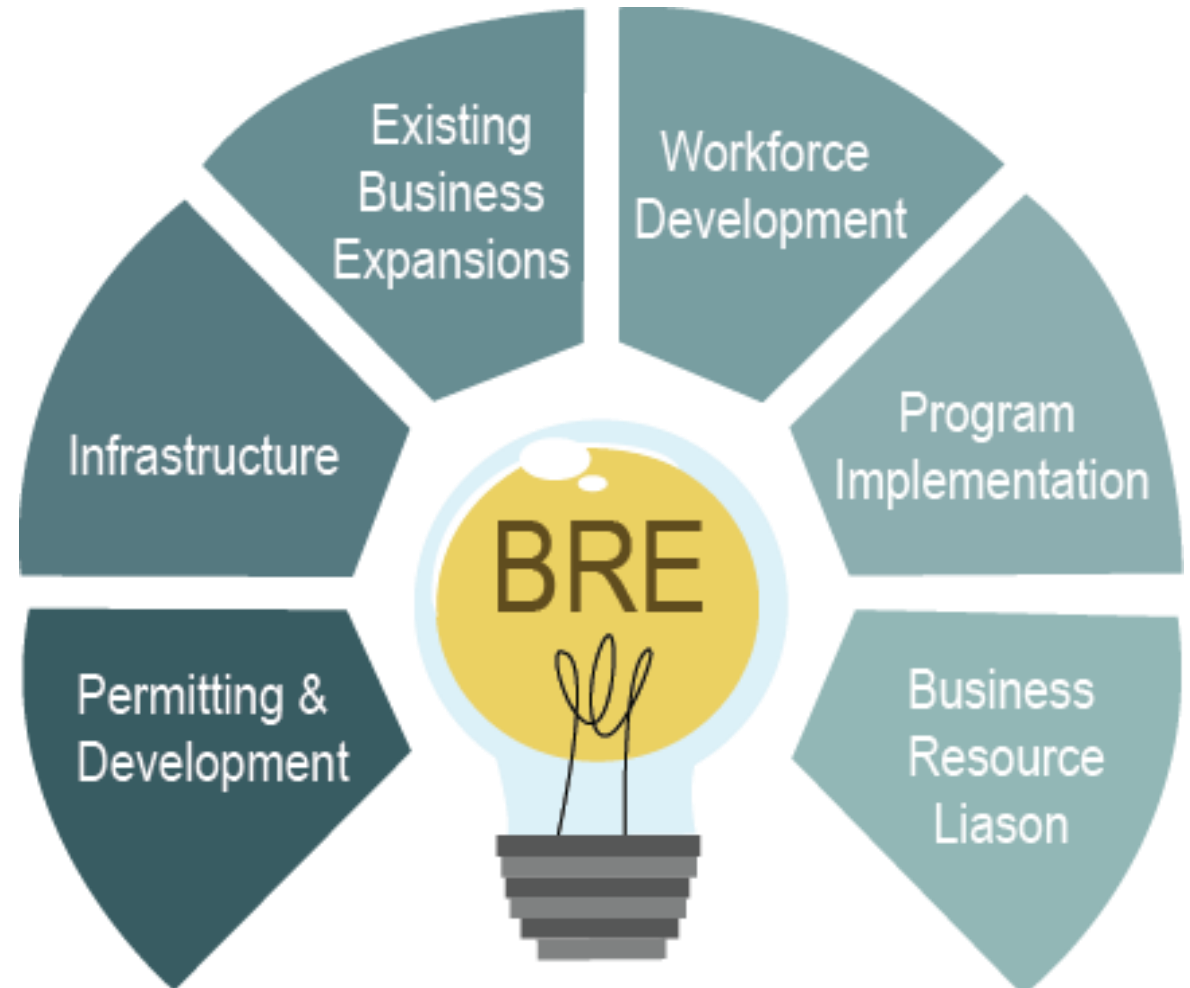 Existing
Business
Expansions
Workforce
Development
Infrastructure
Program
Implementation
BRE
Permitting &
Development
Business
Resource
Liason